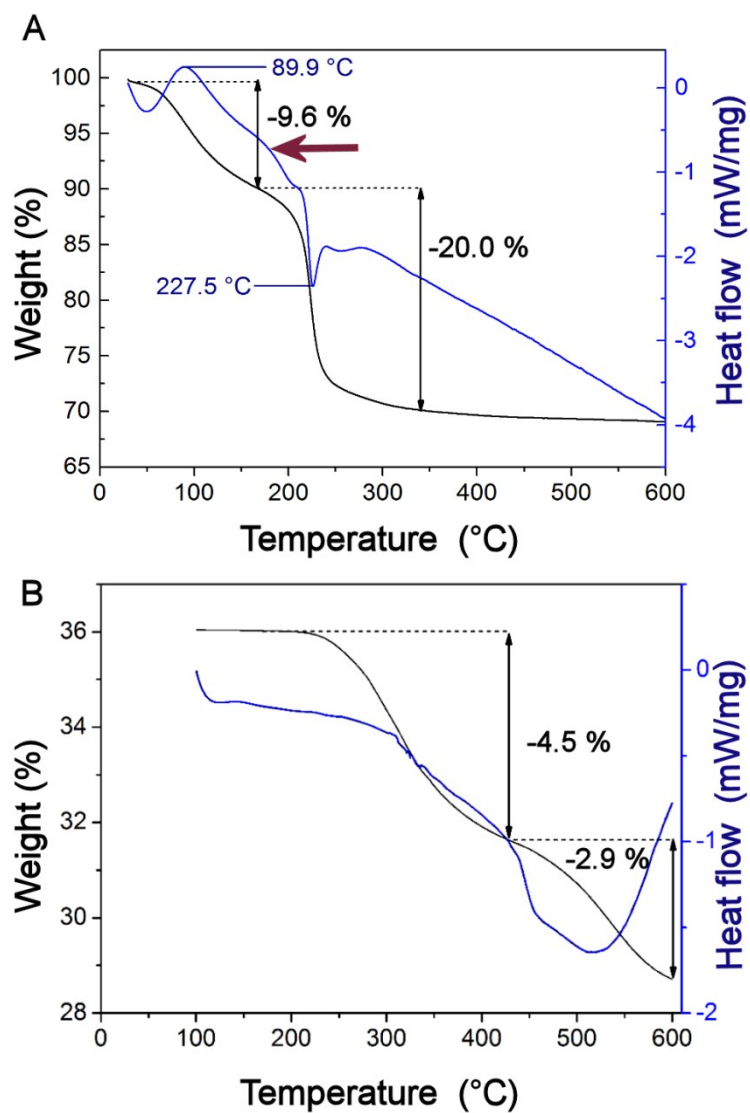 A
89.9 °C
-9.6 %
-20.0 %
227.5 °C
Weight (%)
100
95
90
85
80
75
70
65
0
-1
-2
-3
-4
Heat flow (mW/mg)
0 100 200 300 400 500 600
Temperature (°C)
B
-4.5 %
-2.9 %
Weight (%)
36
34
32
30
28
0
-1
-2
Heat flow (mW/mg)
0 100 200 300 400 500 600
Temperature (°C)